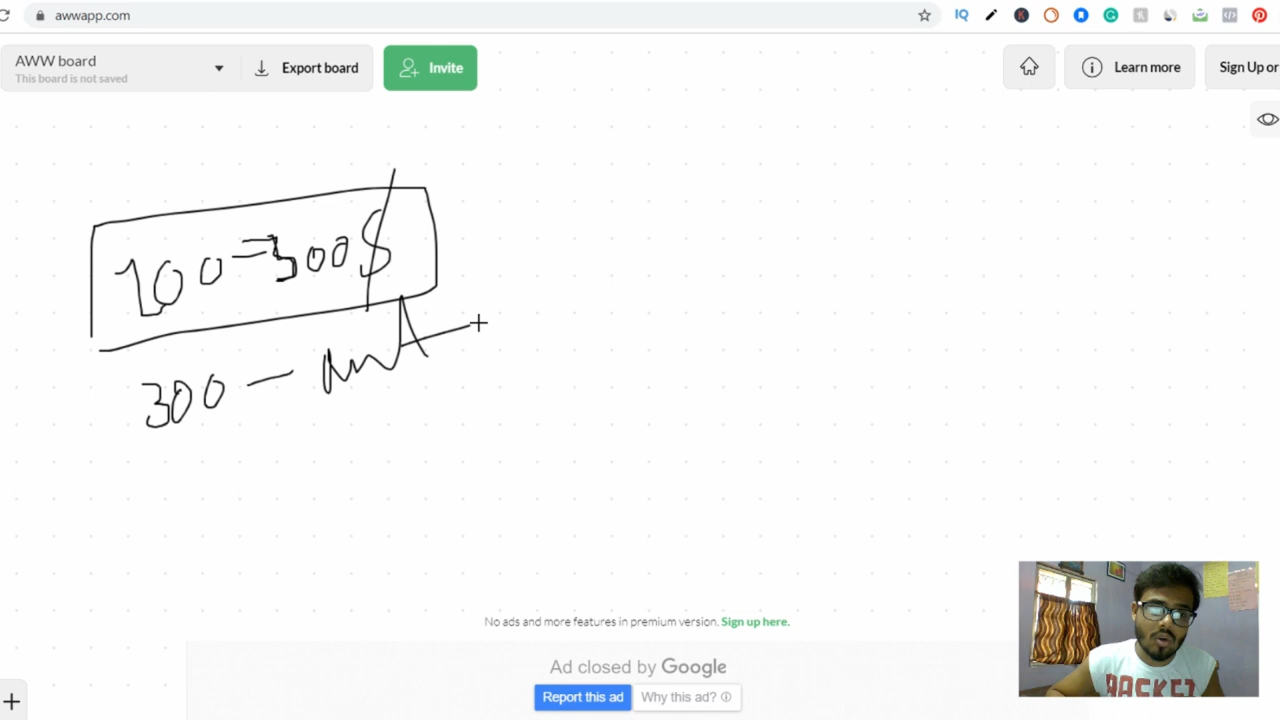 awwapp.com
AWW board
This board is not saved
Export board
Invite
Learn more
Sign Up or
100=300$
300 —
No ads and more features in premium version. Sign up here.
Ad closed by Google
Report this ad
Why this ad?
BASKET